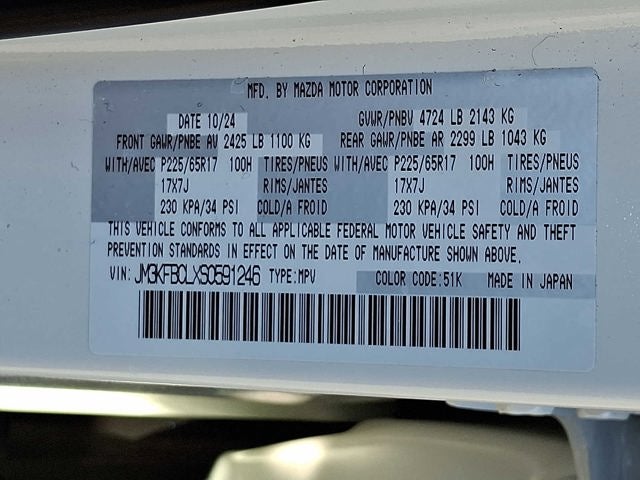 MFD. BY MAZDA MOTOR CORPORATION
DATE 10/24 GVWR/PNBV 4724 LB 2143 KG
FRONT GAWR/PNBE AV 2425 LB 1100 KG REAR GAWR/PNBE AR 2299 LB 1043 KG
WITH/AVEC P225/65R17 100H TIRES/PNEUS WITH/AVEC P225/65R17 100H TIRES/PNEUS
17X7J RIMS/JANTES 17X7J RIMS/JANTES
230 KPA/34 PSI COLD/A FROID 230 KPA/34 PSI COLD/A FROID
THIS VEHICLE CONFORMS TO ALL APPLICABLE FEDERAL MOTOR VEHICLE SAFETY AND THEFT
PREVENTION STANDARDS IN EFFECT ON THE DATE OF MANUFACTURE SHOWN ABOVE.
VIN: JM3KFBCLXS0591246 TYPE:MPV COLOR CODE:51K MADE IN JAPAN